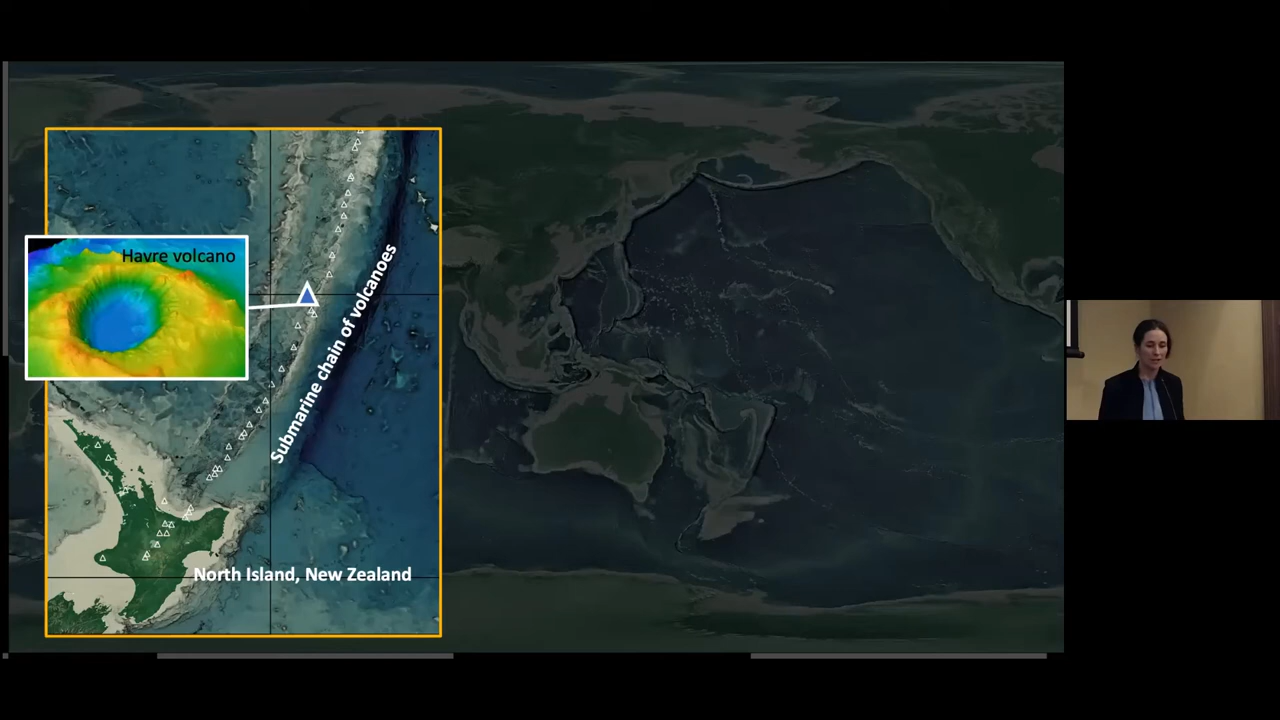 Havre volcano
Submarine chain of volcanoes
North Island, New Zealand